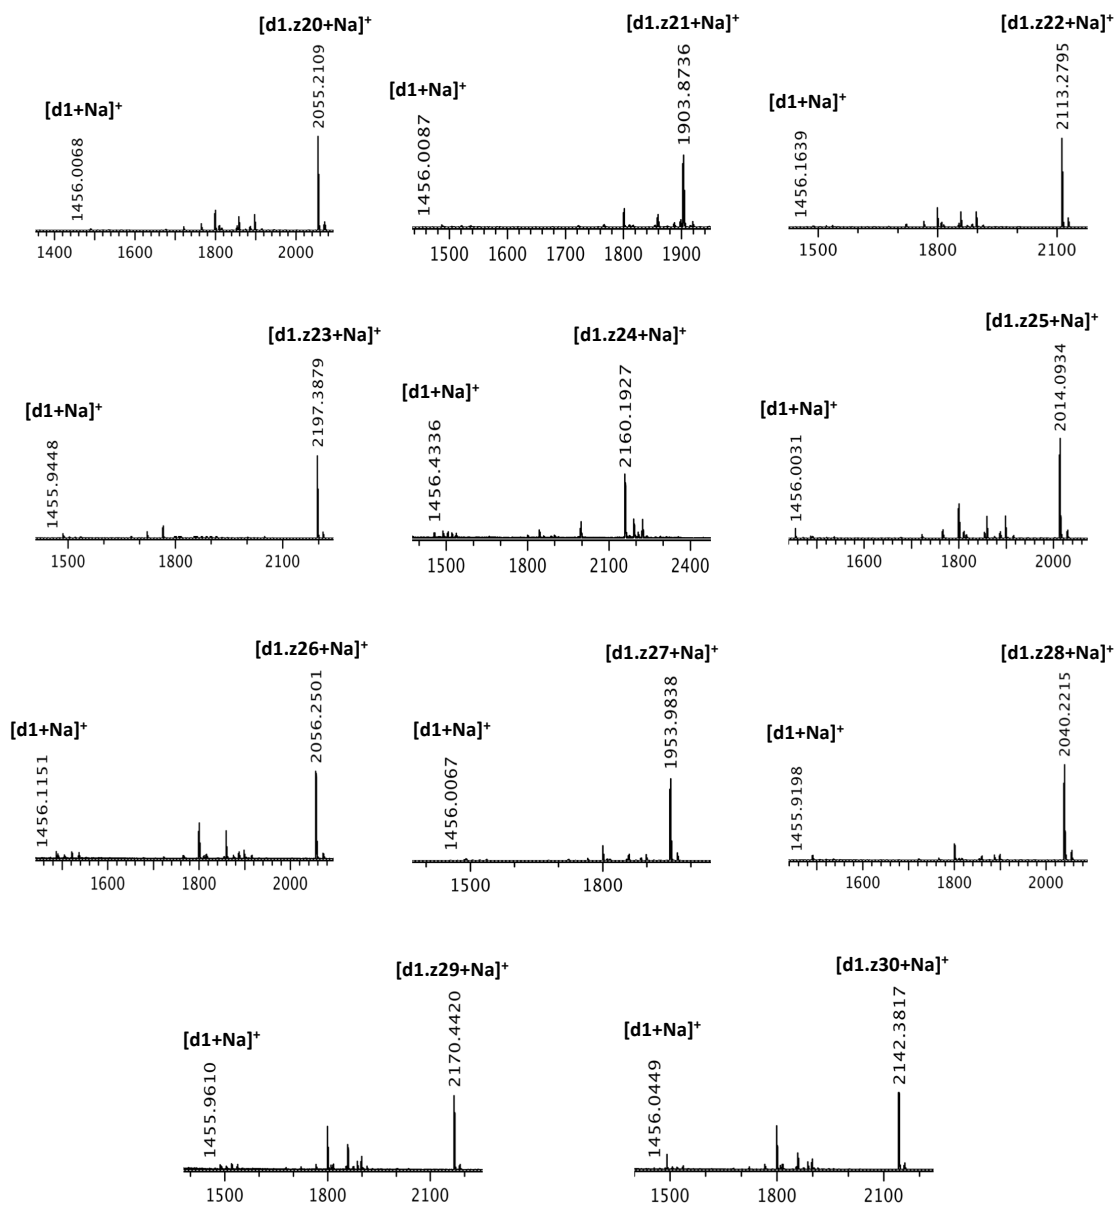 [d1.z20+Na]+
2055.2109
[d1+Na]+
1456.0068
1400 1600 1800 2000
[d1.z21+Na]+
1903.8736
[d1+Na]+
1456.0087
1500 1600 1700 1800 1900
[d1.z22+Na]+
2113.2795
[d1+Na]+
1456.1639
1500 1800 2100
[d1.z23+Na]+
2197.3879
[d1+Na]+
1455.9448
1500 1800 2100
[d1.z24+Na]+
2160.1927
[d1+Na]+
1456.4336
1500 1800 2100 2400
[d1.z25+Na]+
2014.0934
[d1+Na]+
1456.0031
1600 1800 2000
[d1.z26+Na]+
2056.2501
[d1+Na]+
1456.1151
1600 1800 2000
[d1.z27+Na]+
1953.9838
[d1+Na]+
1456.0067
1500 1800
[d1.z28+Na]+
2040.2215
[d1+Na]+
1455.9198
1600 1800 2000
[d1.z29+Na]+
2170.4420
[d1+Na]+
1455.9610
1500 1800 2100
[d1.z30+Na]+
2142.3817
[d1+Na]+
1456.0449
1500 1800 2100